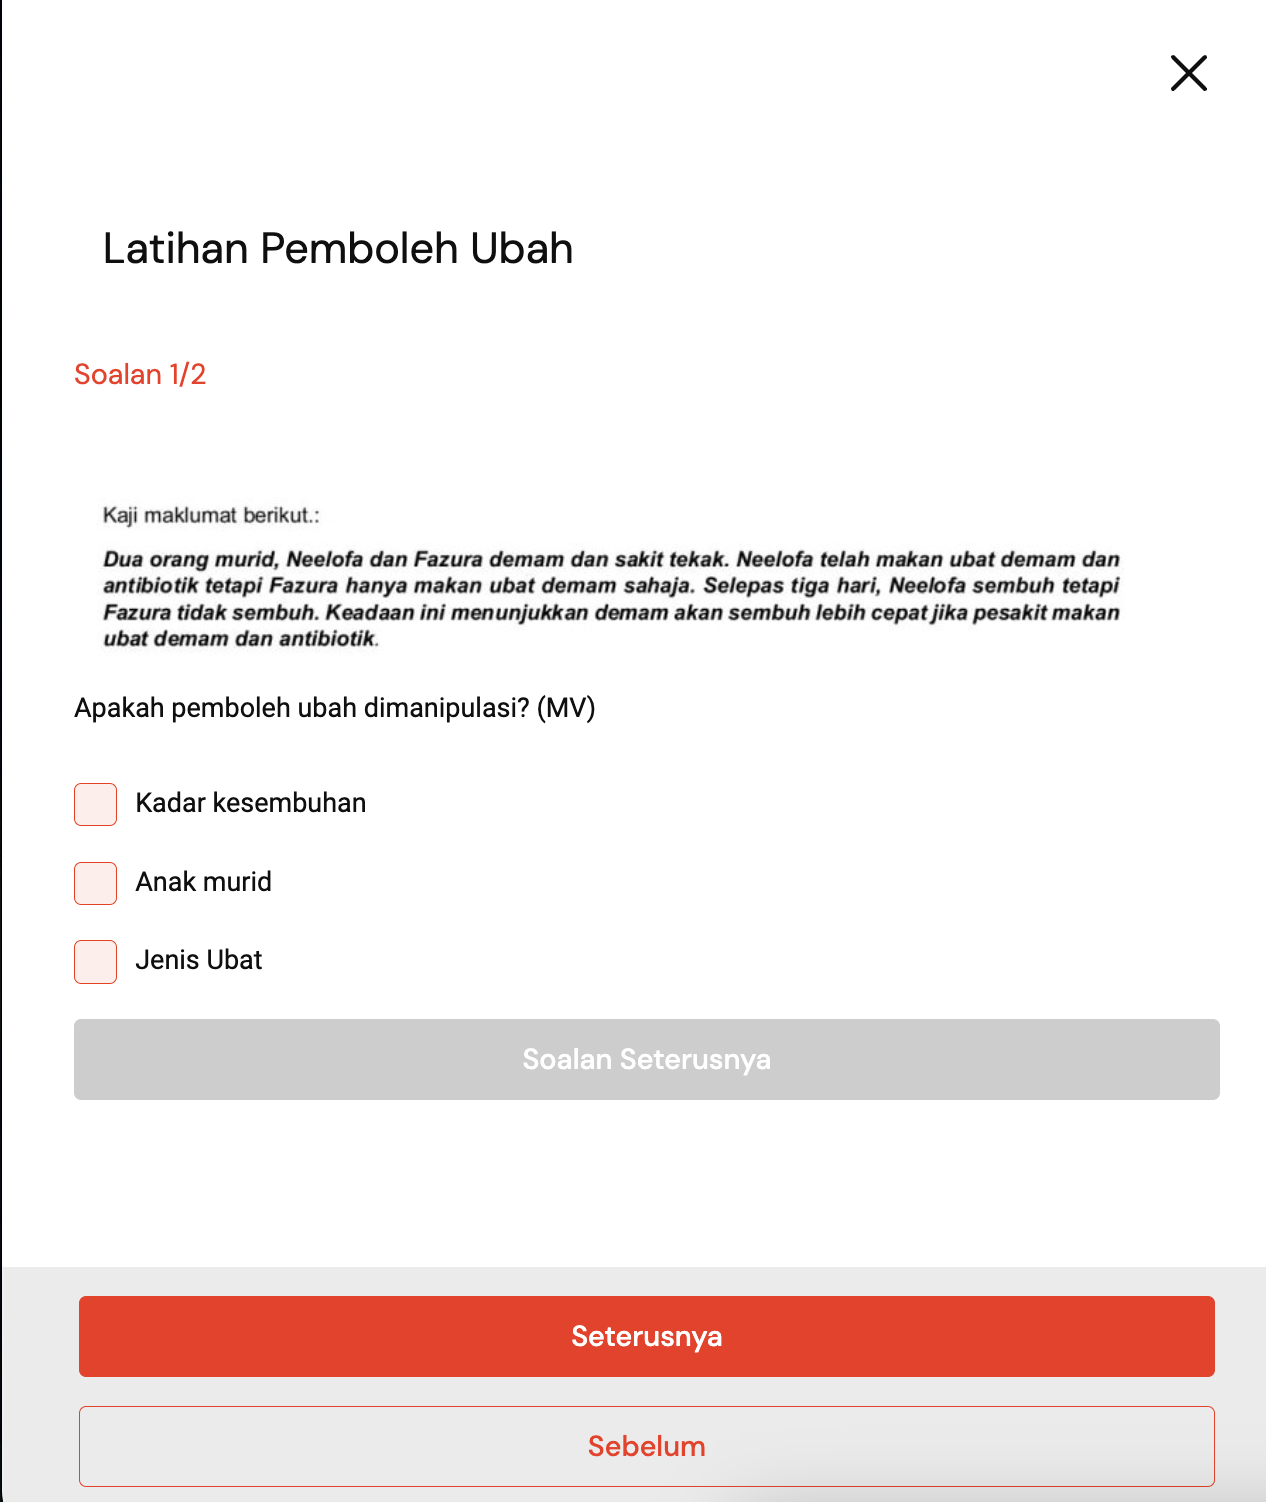 Latihan Pemboleh Ubah
Soalan 1/2
Kaji maklumat berikut.:
Dua orang murid, Neelofa dan Fazura demam dan sakit tekak. Neelofa telah makan ubat demam dan
antibiotik tetapi Fazura hanya makan ubat demam sahaja. Selepas tiga hari, Neelofa sembuh tetapi
Fazura tidak sembuh. Keadaan ini menunjukkan demam akan sembuh lebih cepat jika pesakit makan
ubat demam dan antibiotik.
Apakah pemboleh ubah dimanipulasi? (MV)
Kadar kesembuhan
Anak murid
Jenis Ubat
Soalan Seterusnya
Seterusnya
Sebelum